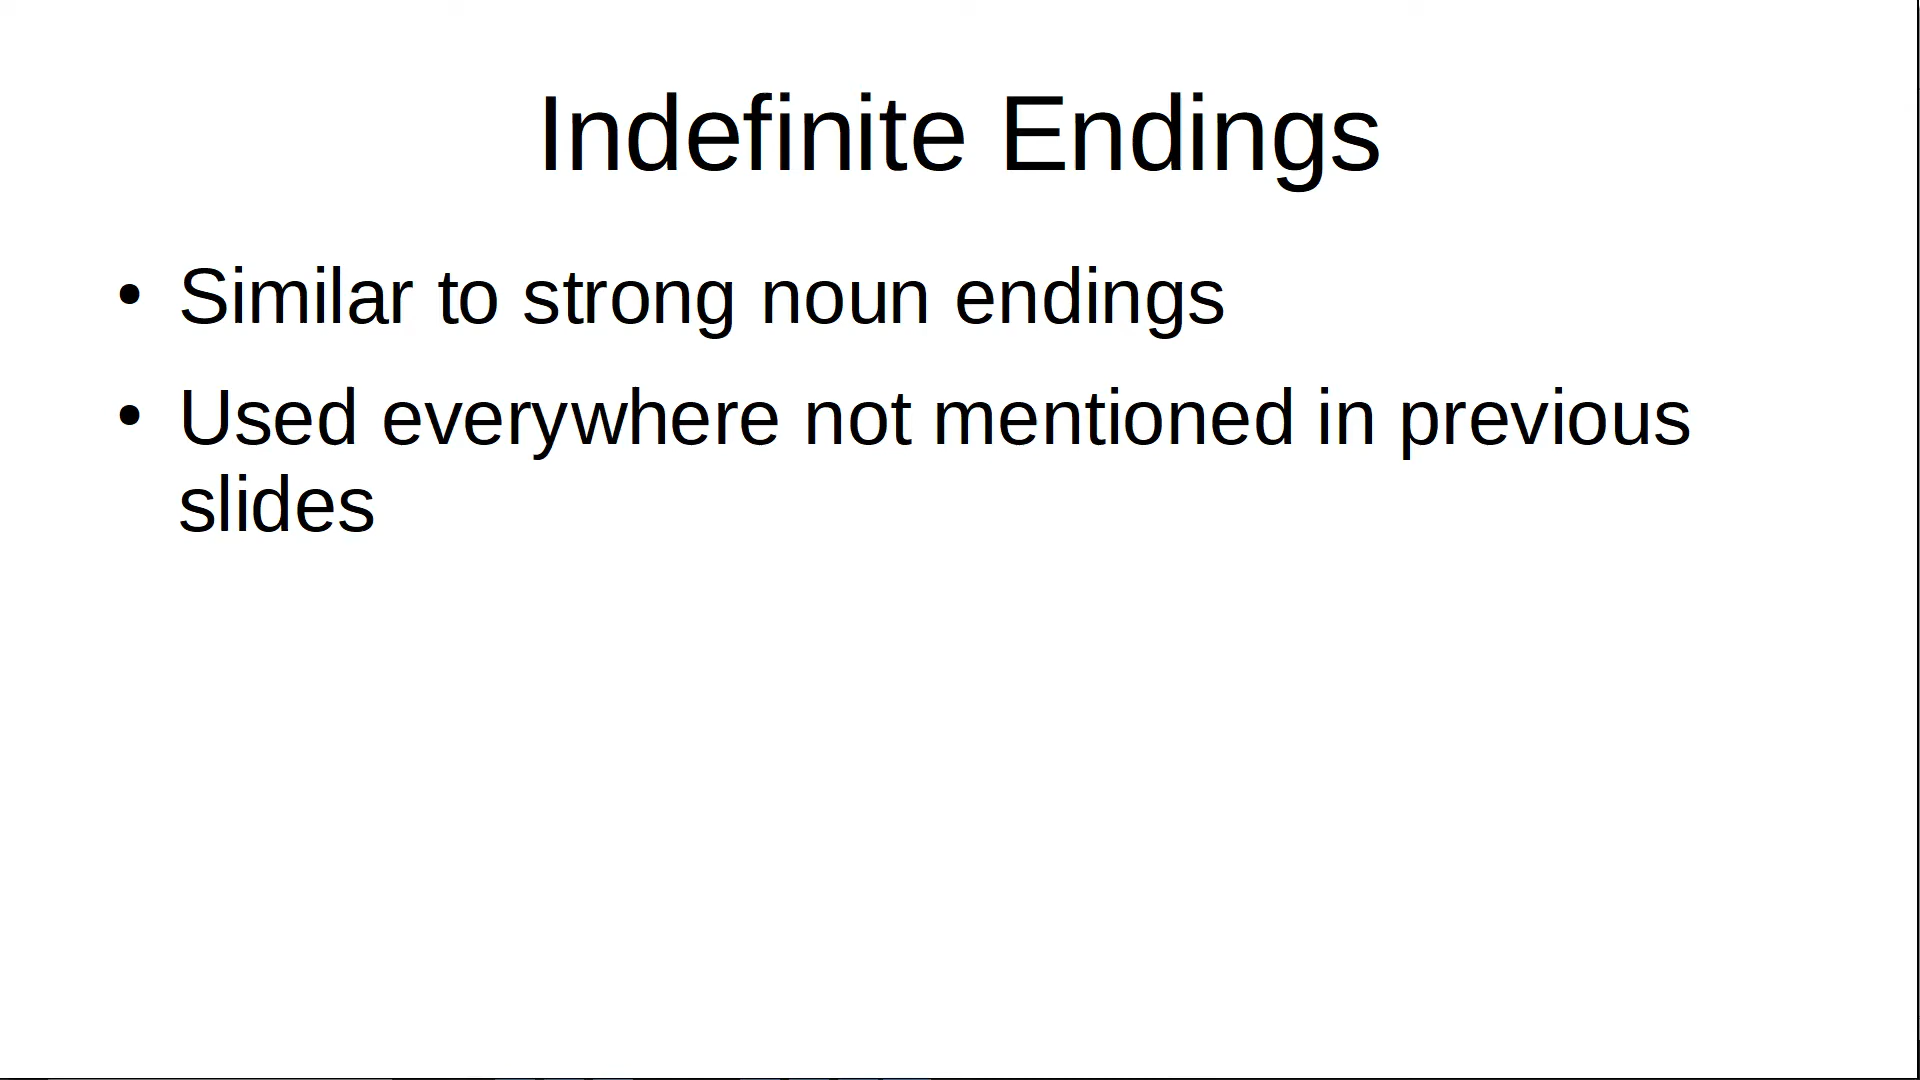 Indefinite Endings
• Similar to strong noun endings
• Used everywhere not mentioned in previous
slides